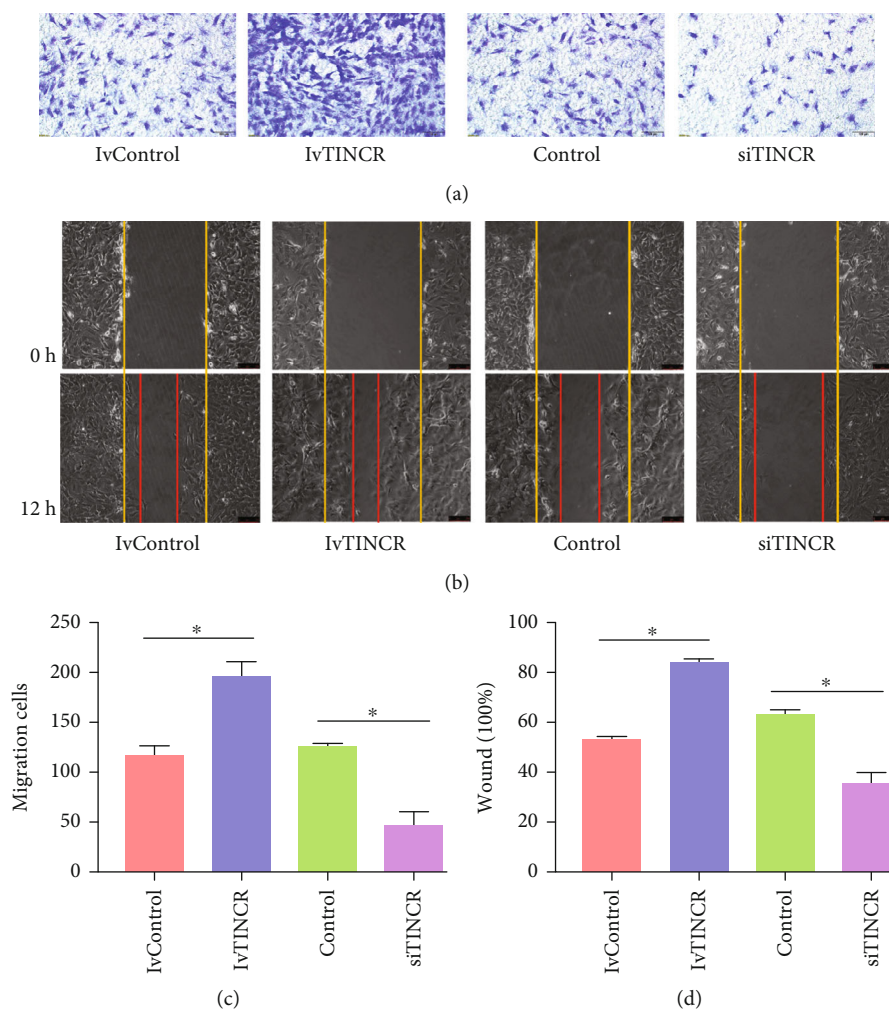 IvControl IvTINCR Control siTINCR
(a)
0 h
12 h
IvControl IvTINCR Control siTINCR
(b)
250
200
150
100
50
0
Migration cells
*
*
IvControl
IvTINCR
Control
siTINCR
(c)
100
80
60
40
20
0
Wound (100%)
*
*
IvControl
IvTINCR
Control
siTINCR
(d)